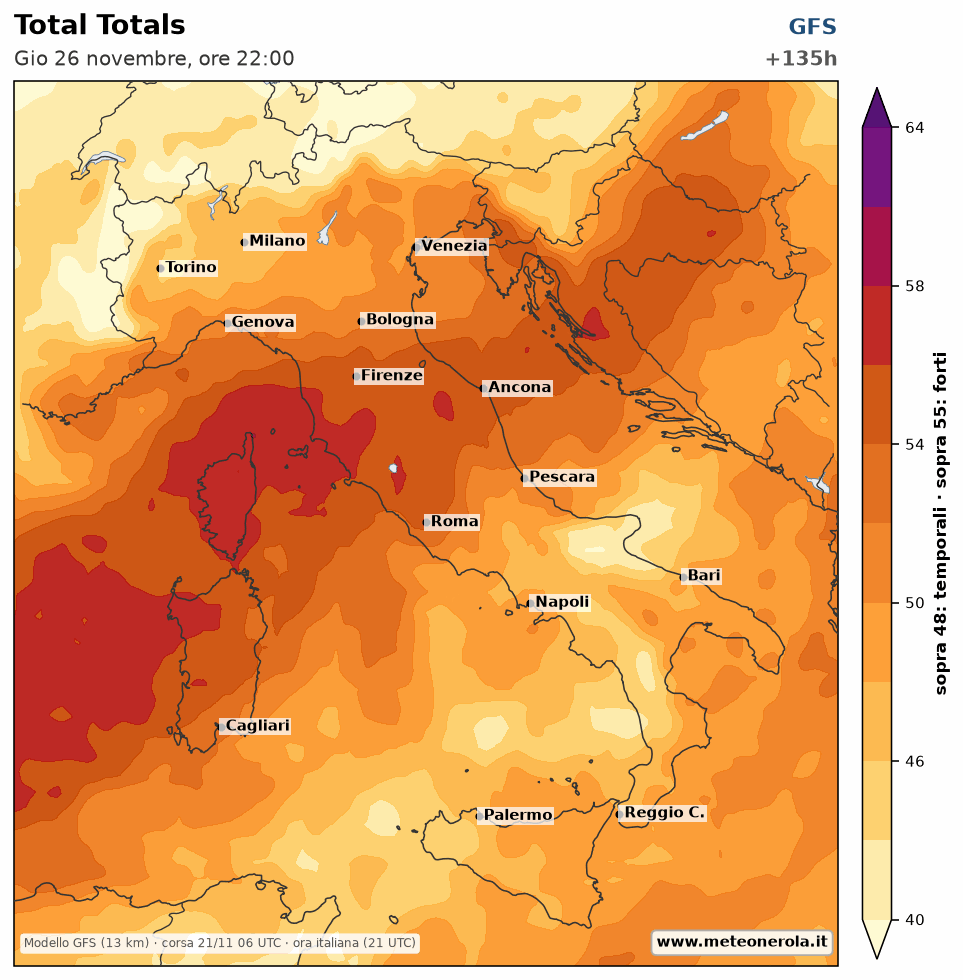 Total Totals
GFS
Gio 26 novembre, ore 22:00
+135h
64
58
54
50
46
40
sopra 48: temporali · sopra 55: forti
Milano
Venezia
Torino
Genova
Bologna
Firenze
Ancona
Pescara
Roma
Bari
Napoli
Cagliari
Palermo
Reggio C.
Modello GFS (13 km) · corsa 21/11 06 UTC · ora italiana (21 UTC)
www.meteonerola.it